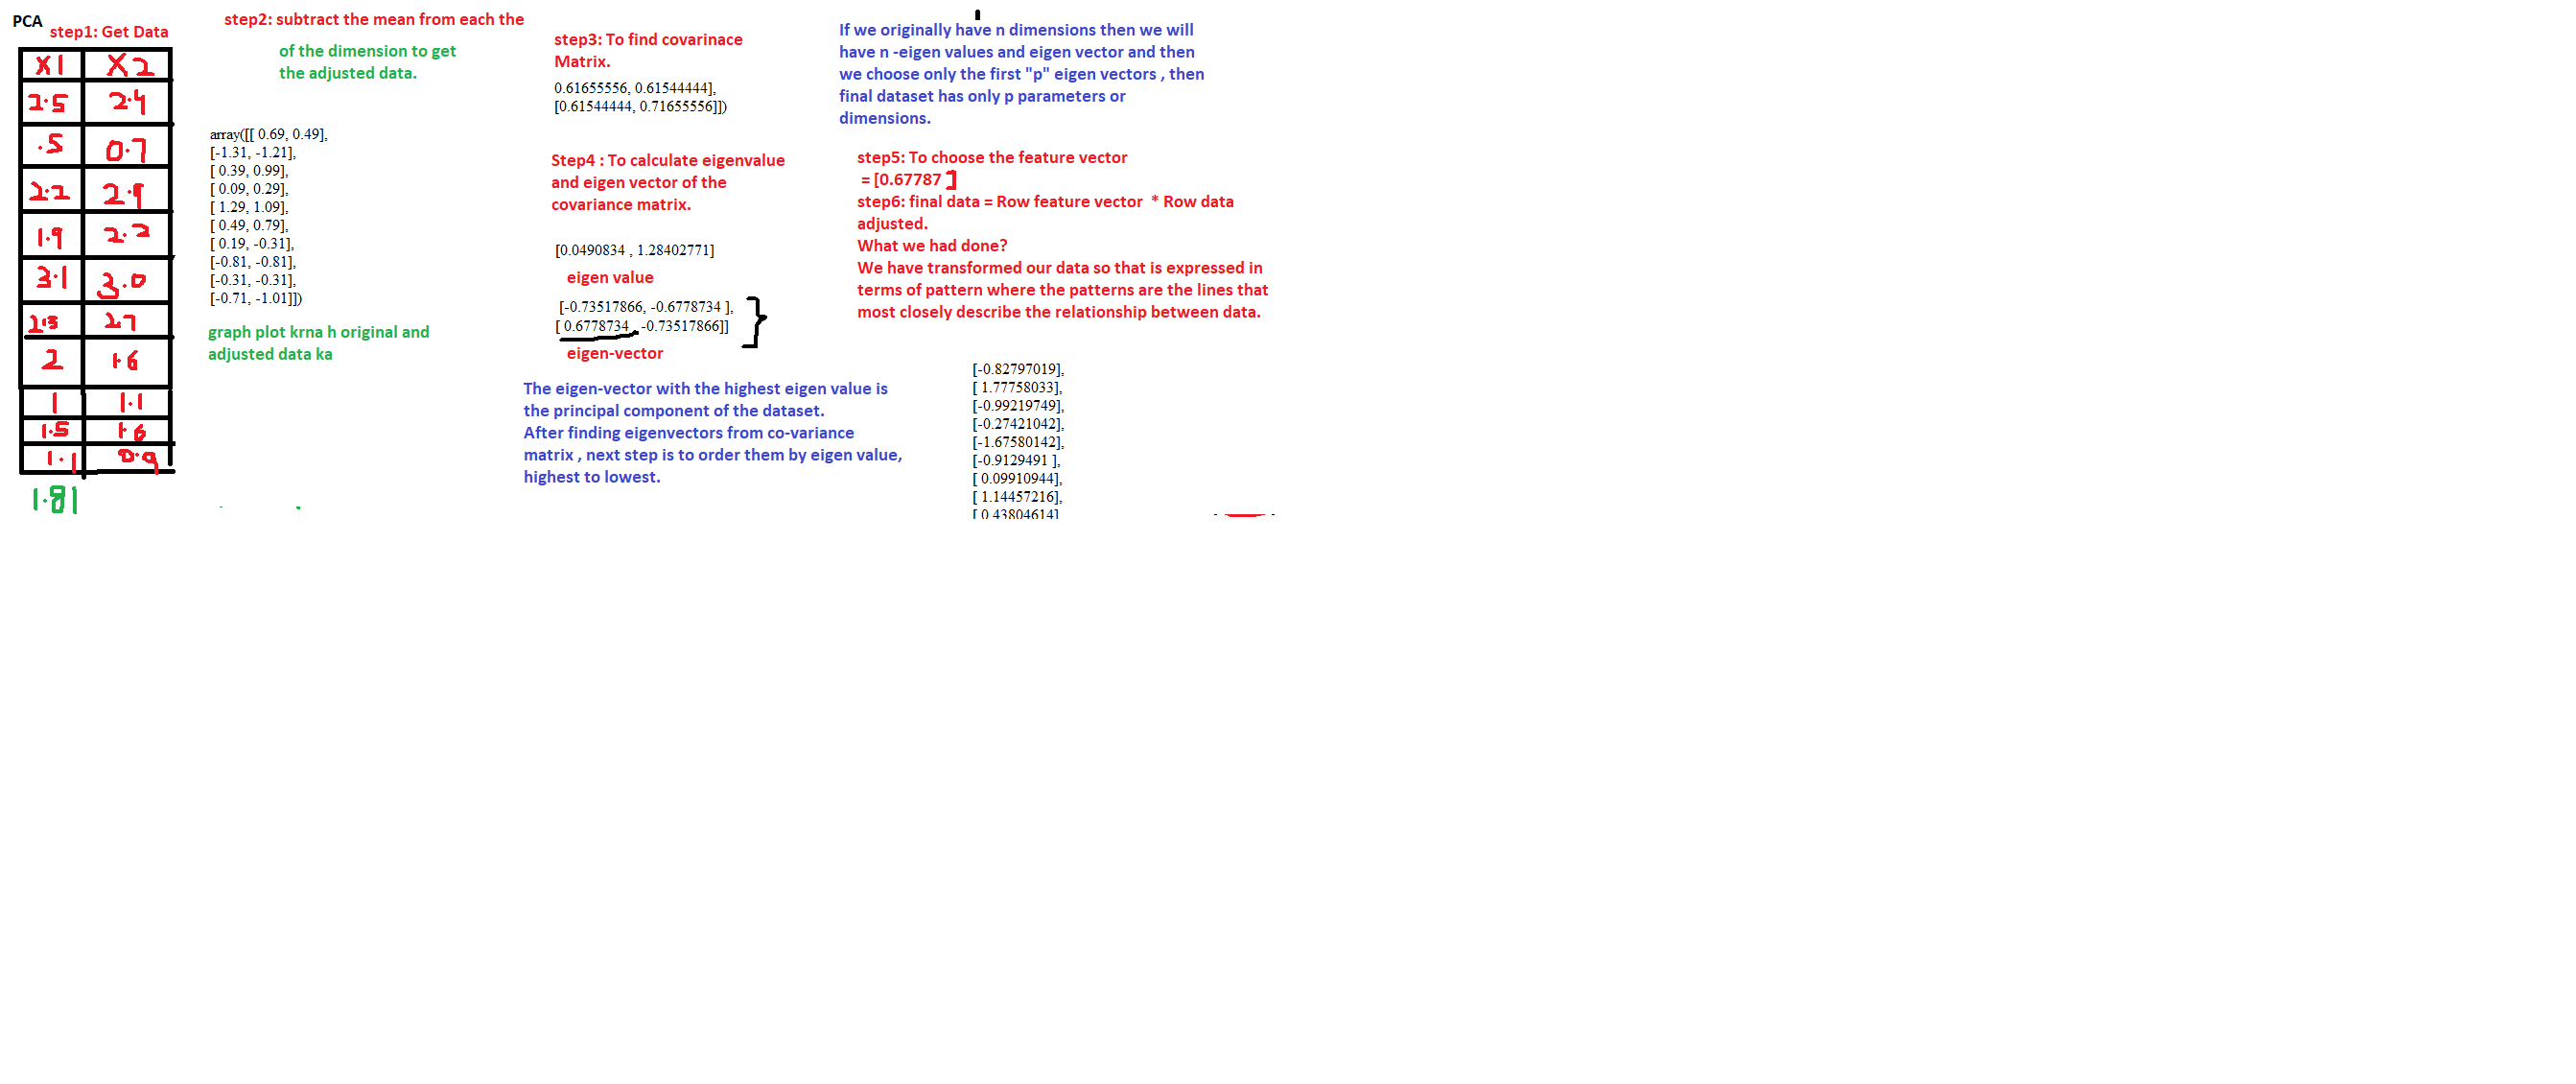 PCA
step1: Get Data
X1 X2
2.5 2.4
.5 0.7
2.2 2.9
1.9 2.2
3.1 3.0
2.3 2.7
2 1.6
1 1.1
1.5 1.6
1.1 0.9
1.81
step2: subtract the mean from each the
of the dimension to get
the adjusted data.
array([[ 0.69, 0.49],
[-1.31, -1.21],
[ 0.39, 0.99],
[ 0.09, 0.29],
[ 1.29, 1.09],
[ 0.49, 0.79],
[ 0.19, -0.31],
[-0.81, -0.81],
[-0.31, -0.31],
[-0.71, -1.01]])
graph plot krna h original and
adjusted data ka
step3: To find covarinace
Matrix.
0.61655556, 0.61544444],
[0.61544444, 0.71655556]])
Step4 : To calculate eigenvalue
and eigen vector of the
covariance matrix.
[0.0490834 , 1.28402771]
eigen value
[-0.73517866, -0.6778734 ],
[ 0.6778734 , -0.73517866]]
eigen-vector
The eigen-vector with the highest eigen value is
the principal component of the dataset.
After finding eigenvectors from co-variance
matrix , next step is to order them by eigen value,
highest to lowest.
If we originally have n dimensions then we will
have n -eigen values and eigen vector and then
we choose only the first "p" eigen vectors , then
final dataset has only p parameters or
dimensions.
step5: To choose the feature vector
= [0.67787 ]
step6: final data = Row feature vector * Row data
adjusted.
What we had done?
We have transformed our data so that is expressed in
terms of pattern where the patterns are the lines that
most closely describe the relationship between data.
[-0.82797019],
[ 1.77758033],
[-0.99219749],
[-0.27421042],
[-1.67580142],
[-0.9129491 ],
[ 0.09910944],
[ 1.14457216],
[ 0.43804614]